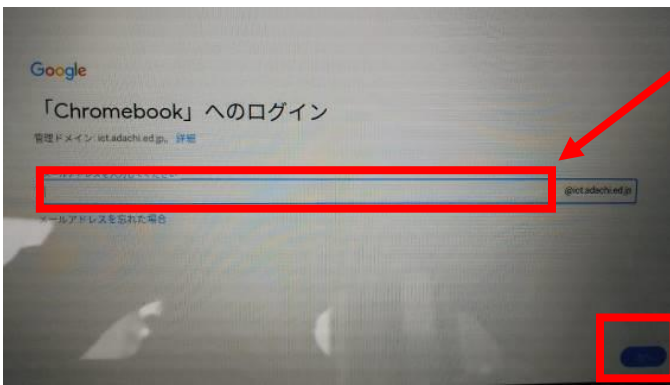 Google
「Chromebook」へのログイン
管理ドメイン: ict.adachi.ed.jp。 詳細
@ict.adachi.ed.jp
メールアドレスを忘れた場合